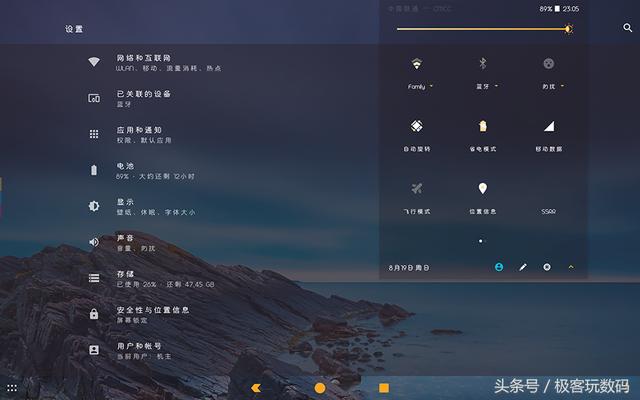 中国联通 — CMCC
89% 23:05
设置
网络和互联网
WLAN、移动、流量消耗、热点
已关联的设备
蓝牙
应用和通知
权限、默认应用
电池
89% · 大约还剩 12小时
显示
壁纸、休眠、字体大小
声音
音量、勿扰
存储
已使用 26% · 还剩 47.45 GB
安全性与位置信息
屏幕锁定
用户和帐号
当前用户：机主
Family 蓝牙 勿扰
自动旋转 省电模式 移动数据
飞行模式 位置信息 SSRR
8月19日 周日
头条号 / 极客玩数码